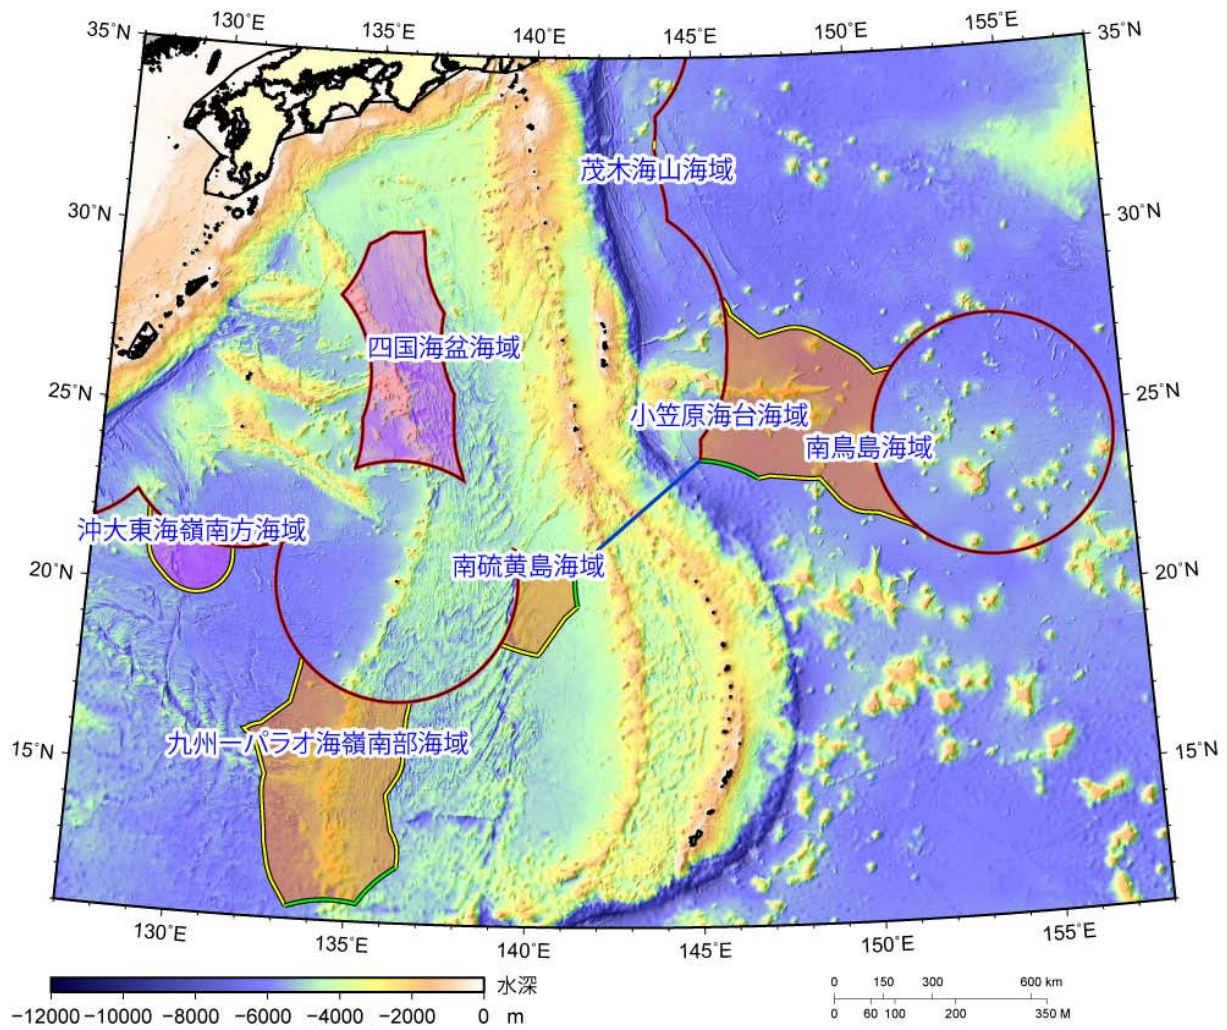 130˚E 135˚E 140˚E 145˚E 150˚E 155˚E
35˚N 35˚N
茂木海山海域
30˚N 30˚N
四国海盆海域
25˚N 25˚N
小笠原海台海域
南鳥島海域
沖大東海嶺南方海域
南硫黄島海域
20˚N 20˚N
九州ーパラオ海嶺南部海域
15˚N 15˚N
130˚E 135˚E 140˚E 145˚E 150˚E 155˚E
水深
−12000 −10000 −8000 −6000 −4000 −2000 0 m
0 150 300 600 km
0 60 100 200 350 M